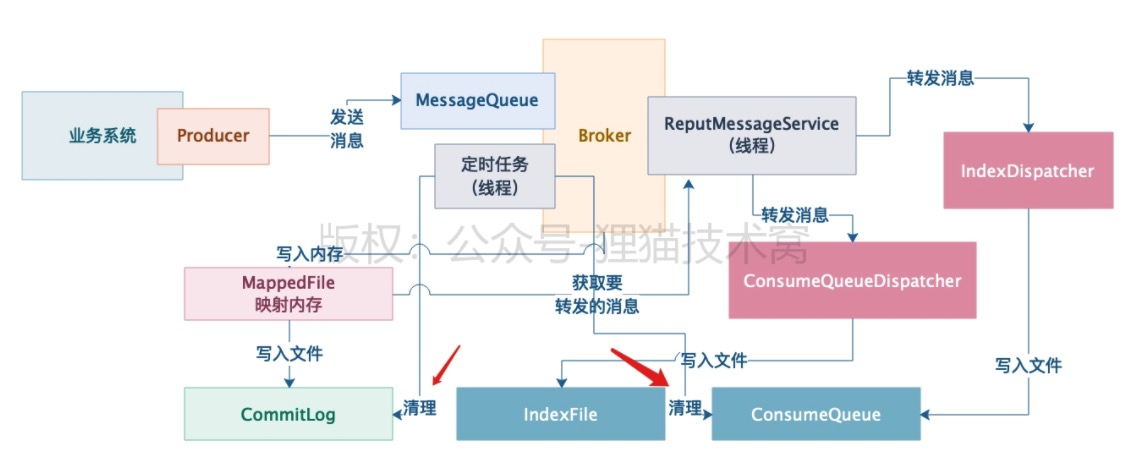 转发消息
MessageQueue
业务系统
Producer
发送
消息
Broker
ReputMessageService
（线程）
定时任务
（线程）
IndexDispatcher
转发消息
版权：公众号-狸猫技术窝
写入内存
MappedFile
映射内存
获取要
转发的消息
ConsumeQueueDispatcher
写入文件
写入文件
写入文件
CommitLog
清理
IndexFile
清理
ConsumeQueue